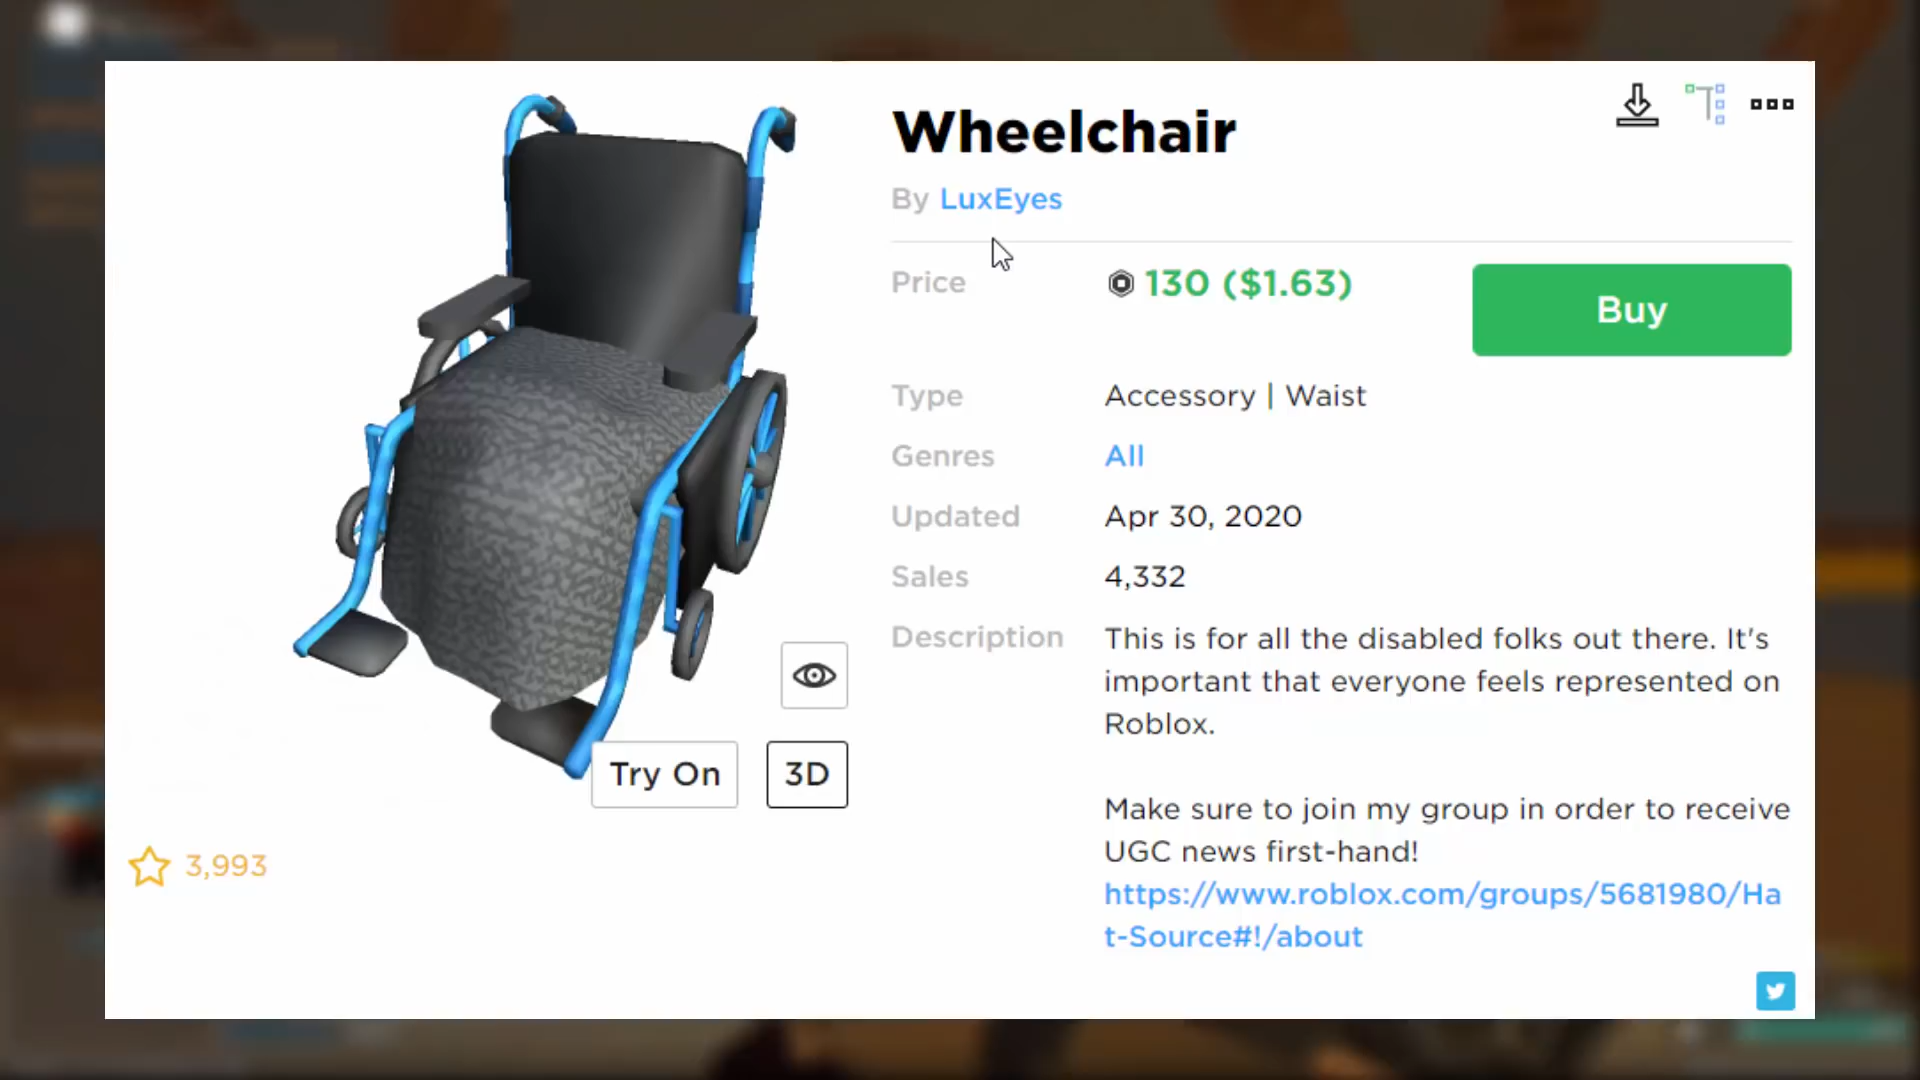 Wheelchair
By LuxEyes
Price 130 ($1.63)
Buy
Type Accessory | Waist
Genres All
Updated Apr 30, 2020
Sales 4,332
Description This is for all the disabled folks out there. It's
important that everyone feels represented on
Roblox.
Make sure to join my group in order to receive
UGC news first-hand!
https://www.roblox.com/groups/5681980/Ha
t-Source#!/about
Try On
3D
3,993